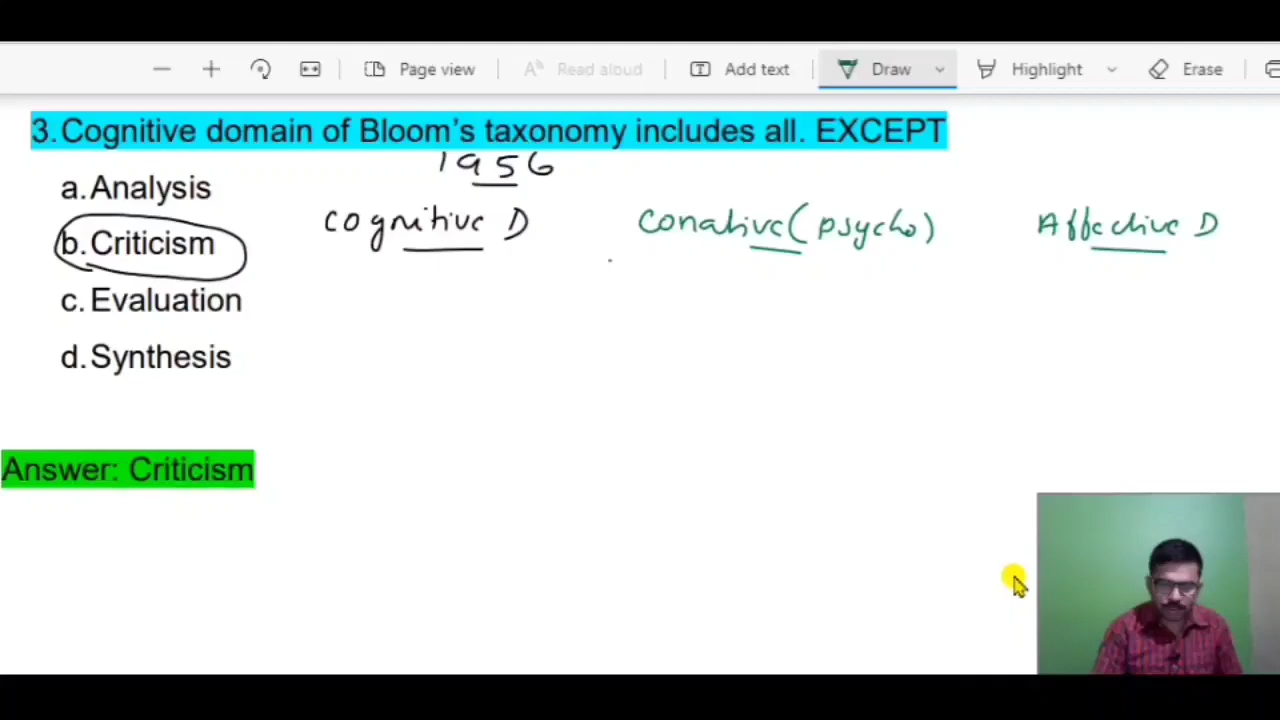 Page view Read aloud Add text Draw Highlight Erase
3.Cognitive domain of Bloom’s taxonomy includes all. EXCEPT
1956
a.Analysis
cognitive D conative(psycho) Affective D
b.Criticism
c.Evaluation
d.Synthesis
Answer: Criticism